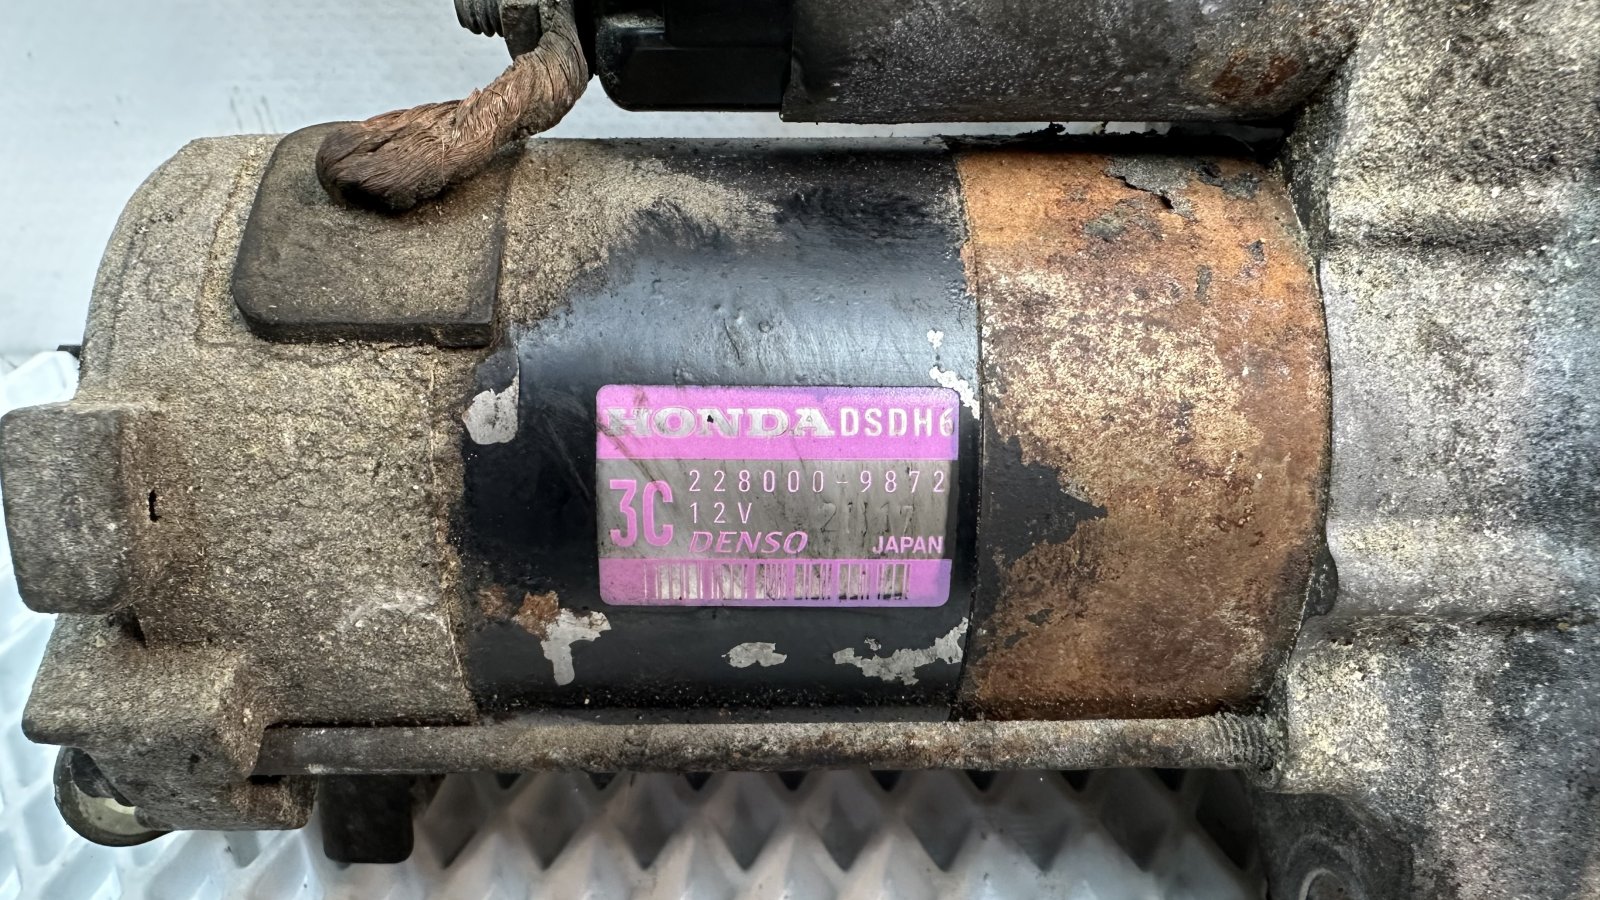 HONDA DSDH6
3C
228000-9872
12V
DENSO JAPAN